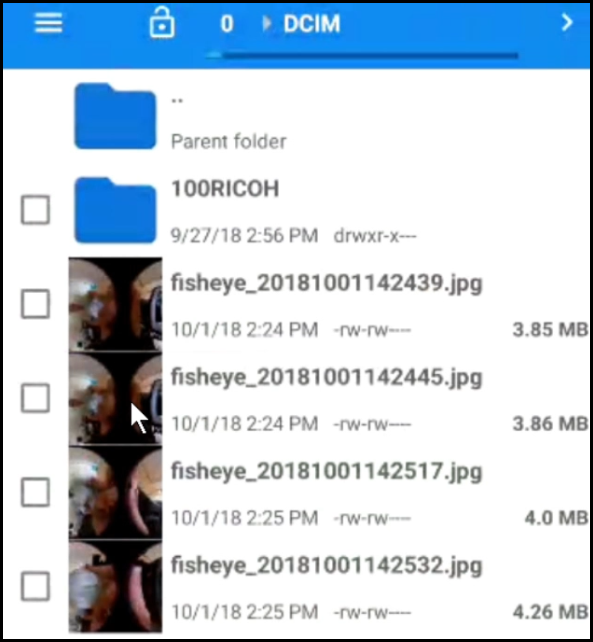 0 DCIM
..
Parent folder
100RICOH
9/27/18 2:56 PM drwxr-x---
fisheye_20181001142439.jpg
10/1/18 2:24 PM -rw-rw---- 3.85 MB
fisheye_20181001142445.jpg
10/1/18 2:24 PM -rw-rw---- 3.86 MB
fisheye_20181001142517.jpg
10/1/18 2:25 PM -rw-rw---- 4.0 MB
fisheye_20181001142532.jpg
10/1/18 2:25 PM -rw-rw---- 4.26 MB